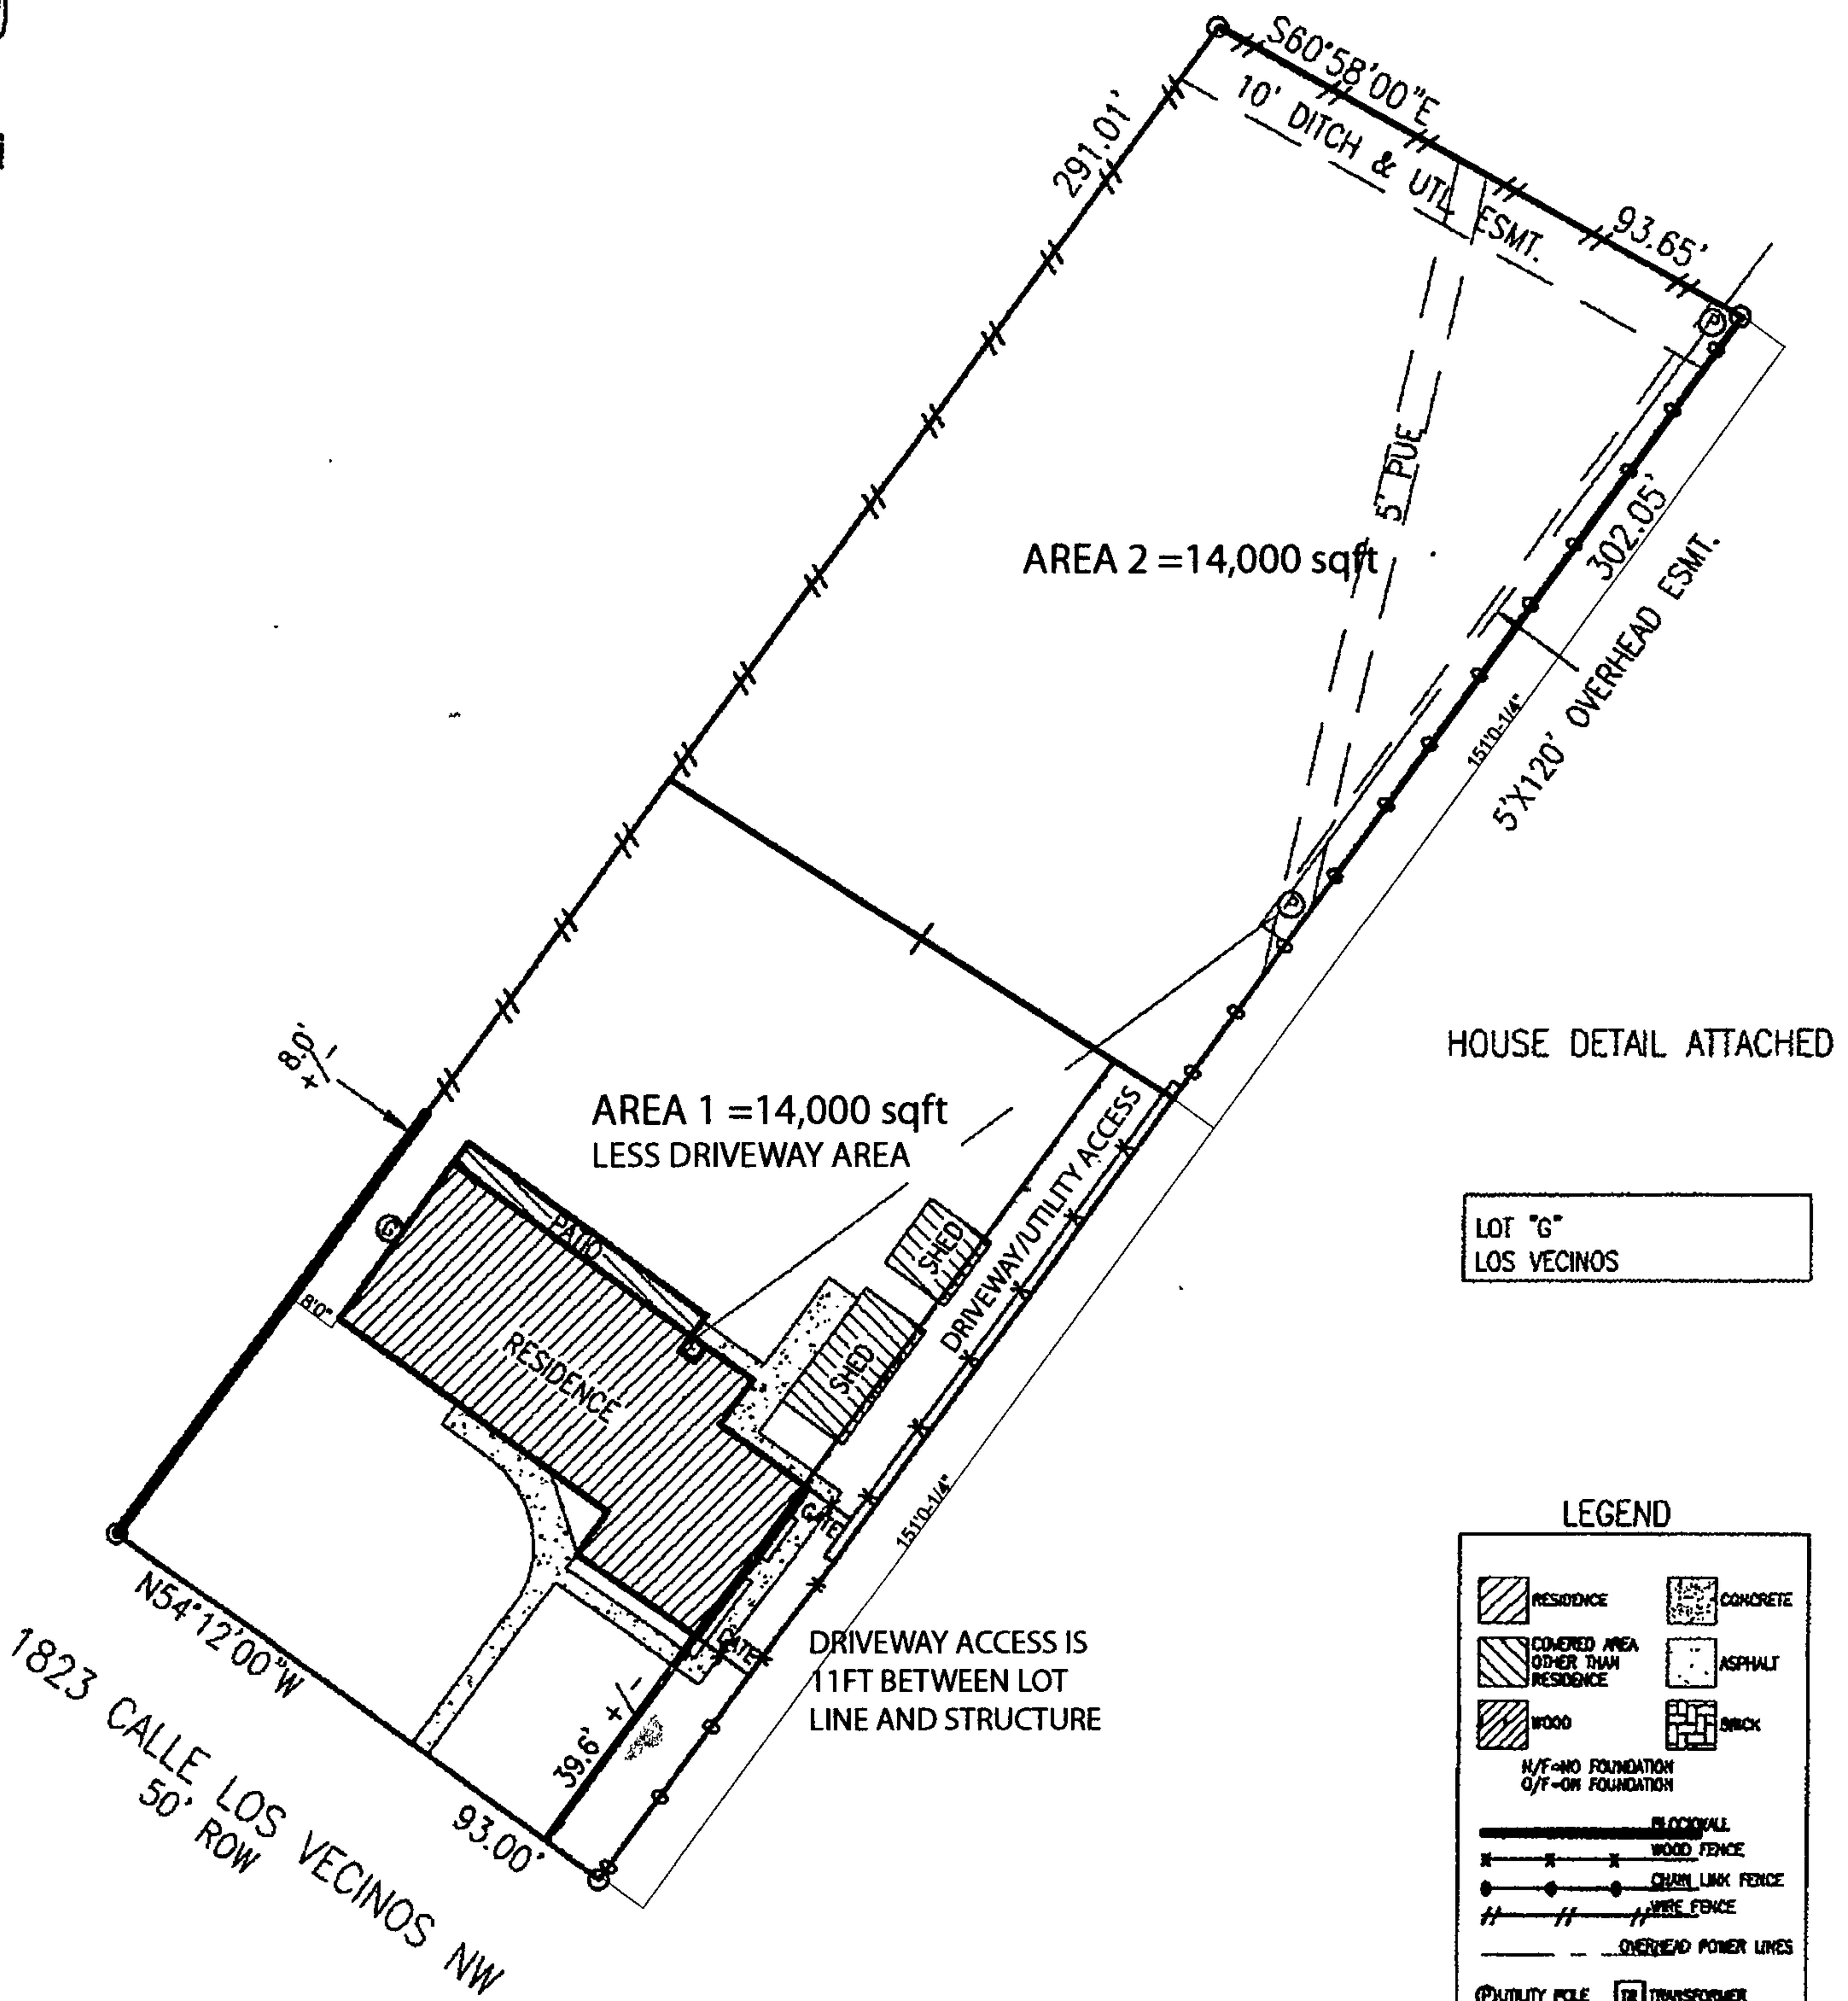 S60°58'00"E
291.01'
10' DITCH & UTIL ESMT.
93.65'
P
5' PUE
302.05'
AREA 2 =14,000 sqft
5'X120' OVERHEAD ESMT.
151'0-1/4"
P
HOUSE DETAIL ATTACHED
8.0'
+/-
AREA 1 =14,000 sqft
LESS DRIVEWAY AREA
DRIVEWAY/UTILITY ACCESS
LOT "G"
LOS VECINOS
G
PATIO
SHED
SHED
8'0"
RESIDENCE
151'0-1/4"
GATE
DRIVEWAY ACCESS IS
11FT BETWEEN LOT
LINE AND STRUCTURE
39.6' +/-
N54°12'00"W
93.00'
1823 CALLE LOS VECINOS NW
50' ROW
LEGEND
RESIDENCE
CONCRETE
COVERED AREA
OTHER THAN
RESIDENCE
ASPHALT
WOOD
BRICK
N/F=NO FOUNDATION
O/F=ON FOUNDATION
BLOCKWALL
WOOD FENCE
CHAIN LINK FENCE
WIRE FENCE
OVERHEAD POWER LINES
P UTILITY POLE
TR TRANSFORMER